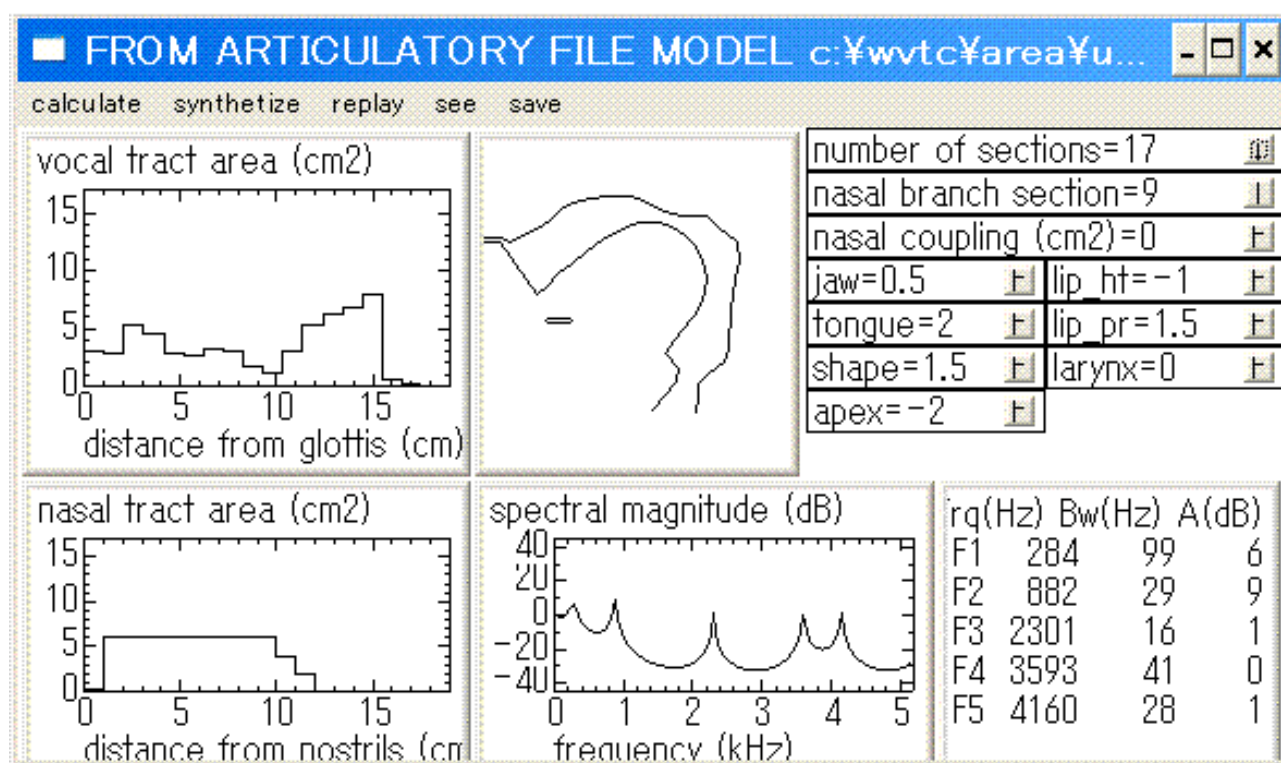 FROM ARTICULATORY FILE MODEL c:¥wvtc¥area¥u...
calculate synthetize replay see save
vocal tract area (cm2)
15
10
5
0
0 5 10 15
distance from glottis (cm)
number of sections=17
nasal branch section=9
nasal coupling (cm2)=0
jaw=0.5 lip_ht=-1
tongue=2 lip_pr=1.5
shape=1.5 larynx=0
apex=-2
nasal tract area (cm2)
15
10
5
0
0 5 10 15
distance from nostrils (cm
spectral magnitude (dB)
40
20
0
-20
-40
0 1 2 3 4 5
frequency (kHz)
rq(Hz) Bw(Hz) A(dB)
F1 284 99 6
F2 882 29 9
F3 2301 16 1
F4 3593 41 0
F5 4160 28 1